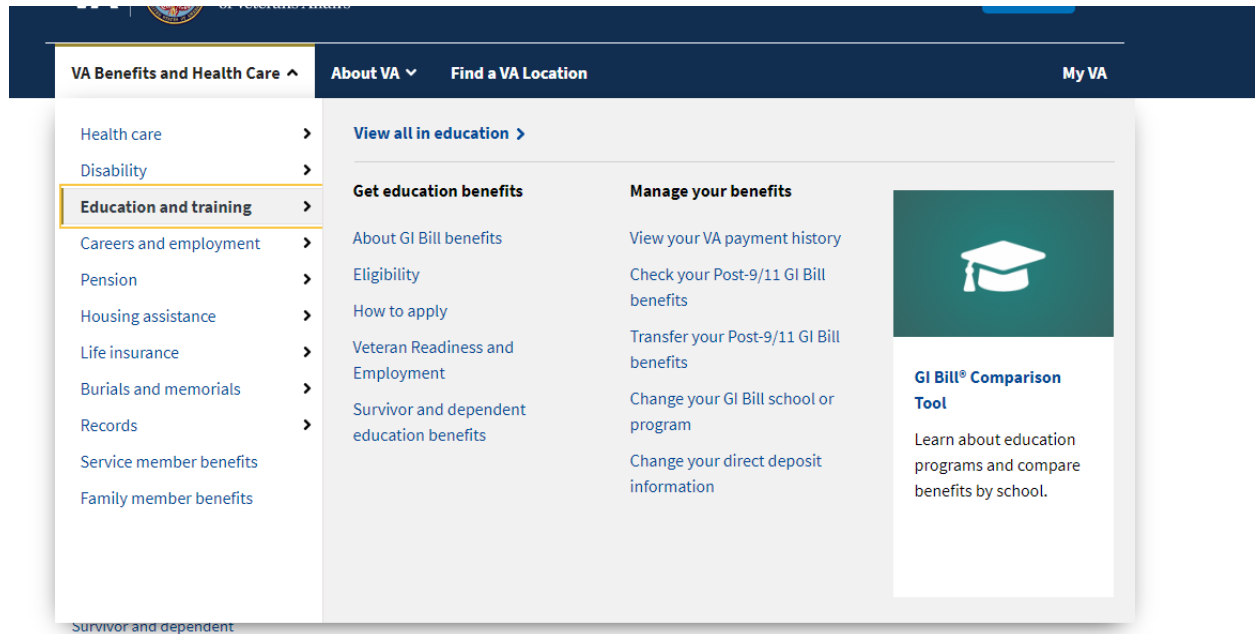 of Veterans Affairs
VA Benefits and Health Care
About VA
Find a VA Location
My VA
Health care
Disability
Education and training
Careers and employment
Pension
Housing assistance
Life insurance
Burials and memorials
Records
Service member benefits
Family member benefits
View all in education
Get education benefits
About GI Bill benefits
Eligibility
How to apply
Veteran Readiness and
Employment
Survivor and dependent
education benefits
Manage your benefits
View your VA payment history
Check your Post-9/11 GI Bill
benefits
Transfer your Post-9/11 GI Bill
benefits
Change your GI Bill school or
program
Change your direct deposit
information
GI Bill® Comparison
Tool
Learn about education
programs and compare
benefits by school.
Survivor and dependent